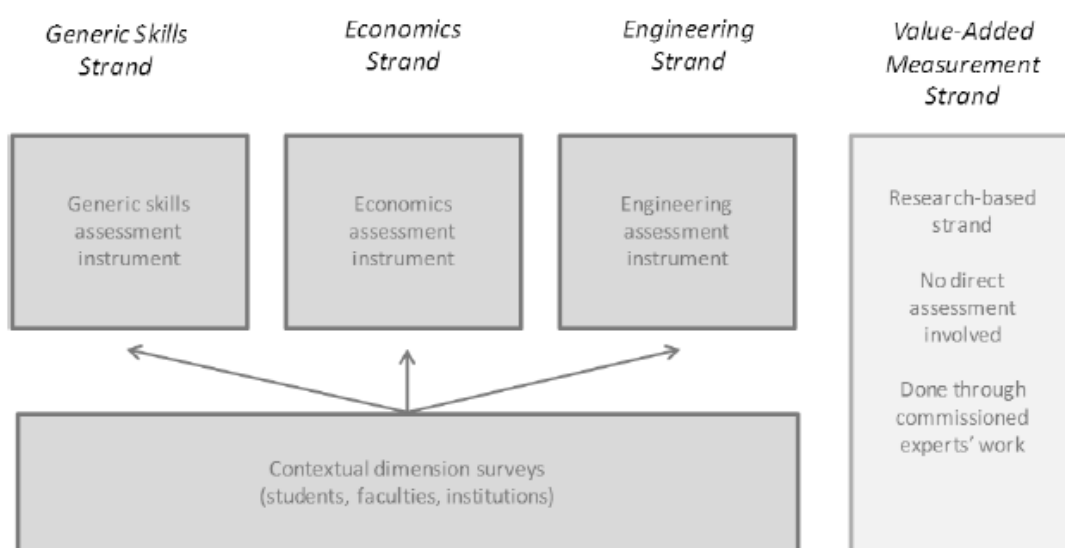 Generic Skills
Strand
Economics
Strand
Engineering
Strand
Value-Added
Measurement
Strand
Generic skills
assessment
instrument
Economics
assessment
instrument
Engineering
assessment
instrument
Research-based
strand
No direct
assessment
involved
Done through
commissioned
experts' work
Contextual dimension surveys
(students, faculties, institutions)